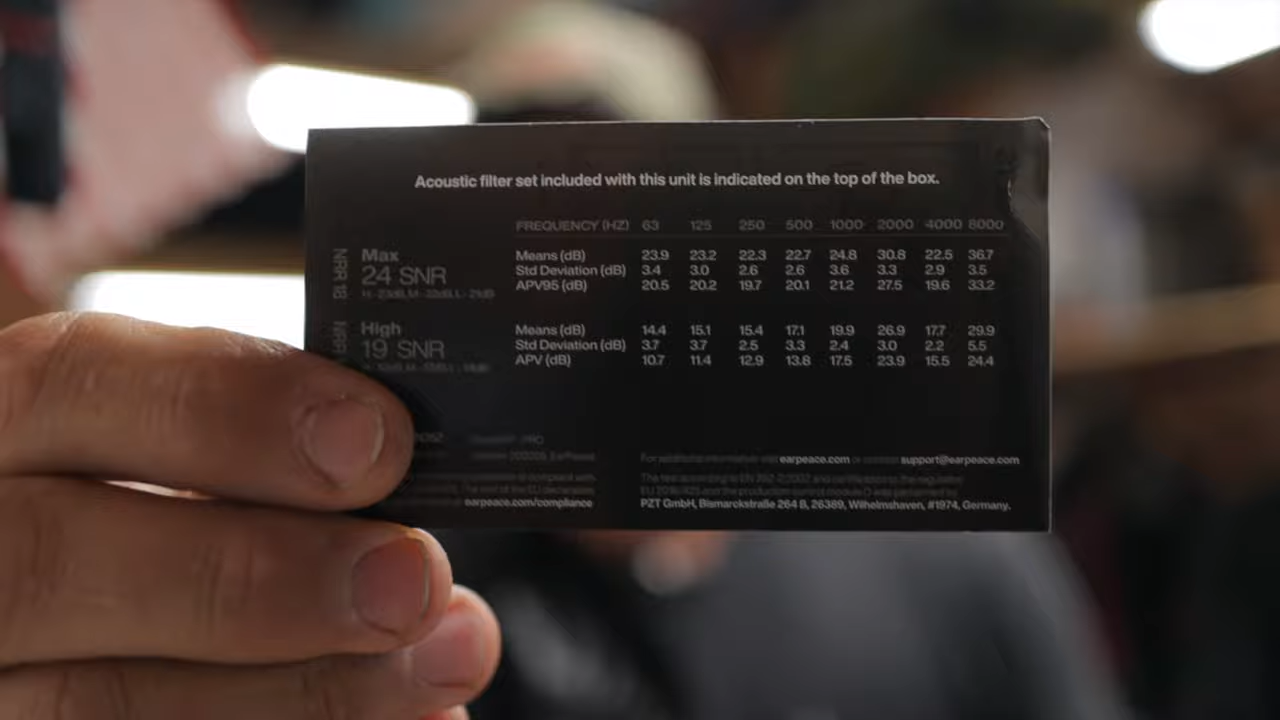 Acoustic filter set included with this unit is indicated on the top of the box.
FREQUENCY (HZ) 63 125 250 500 1000 2000 4000 8000
NRR 18
Max
24 SNR
Means (dB) 23.9 23.2 22.3 22.7 24.8 30.8 22.5 36.7
Std Deviation (dB) 3.4 3.0 2.6 2.6 3.6 3.3 2.9 3.5
APV95 (dB) 20.5 20.2 19.7 20.1 21.2 27.5 19.6 33.2
NRR
High
19 SNR
Means (dB) 14.4 15.1 15.4 17.1 19.9 26.9 17.7 29.9
Std Deviation (dB) 3.7 3.7 2.5 3.3 2.4 3.0 2.2 5.5
APV (dB) 10.7 11.4 12.9 13.8 17.5 23.9 15.5 24.4
earpeace.com/compliance
For additional information visit earpeace.com or support@earpeace.com
PZT GmbH, Bismarckstraße 264 B, 26389, Wilhelmshaven, #1974, Germany.